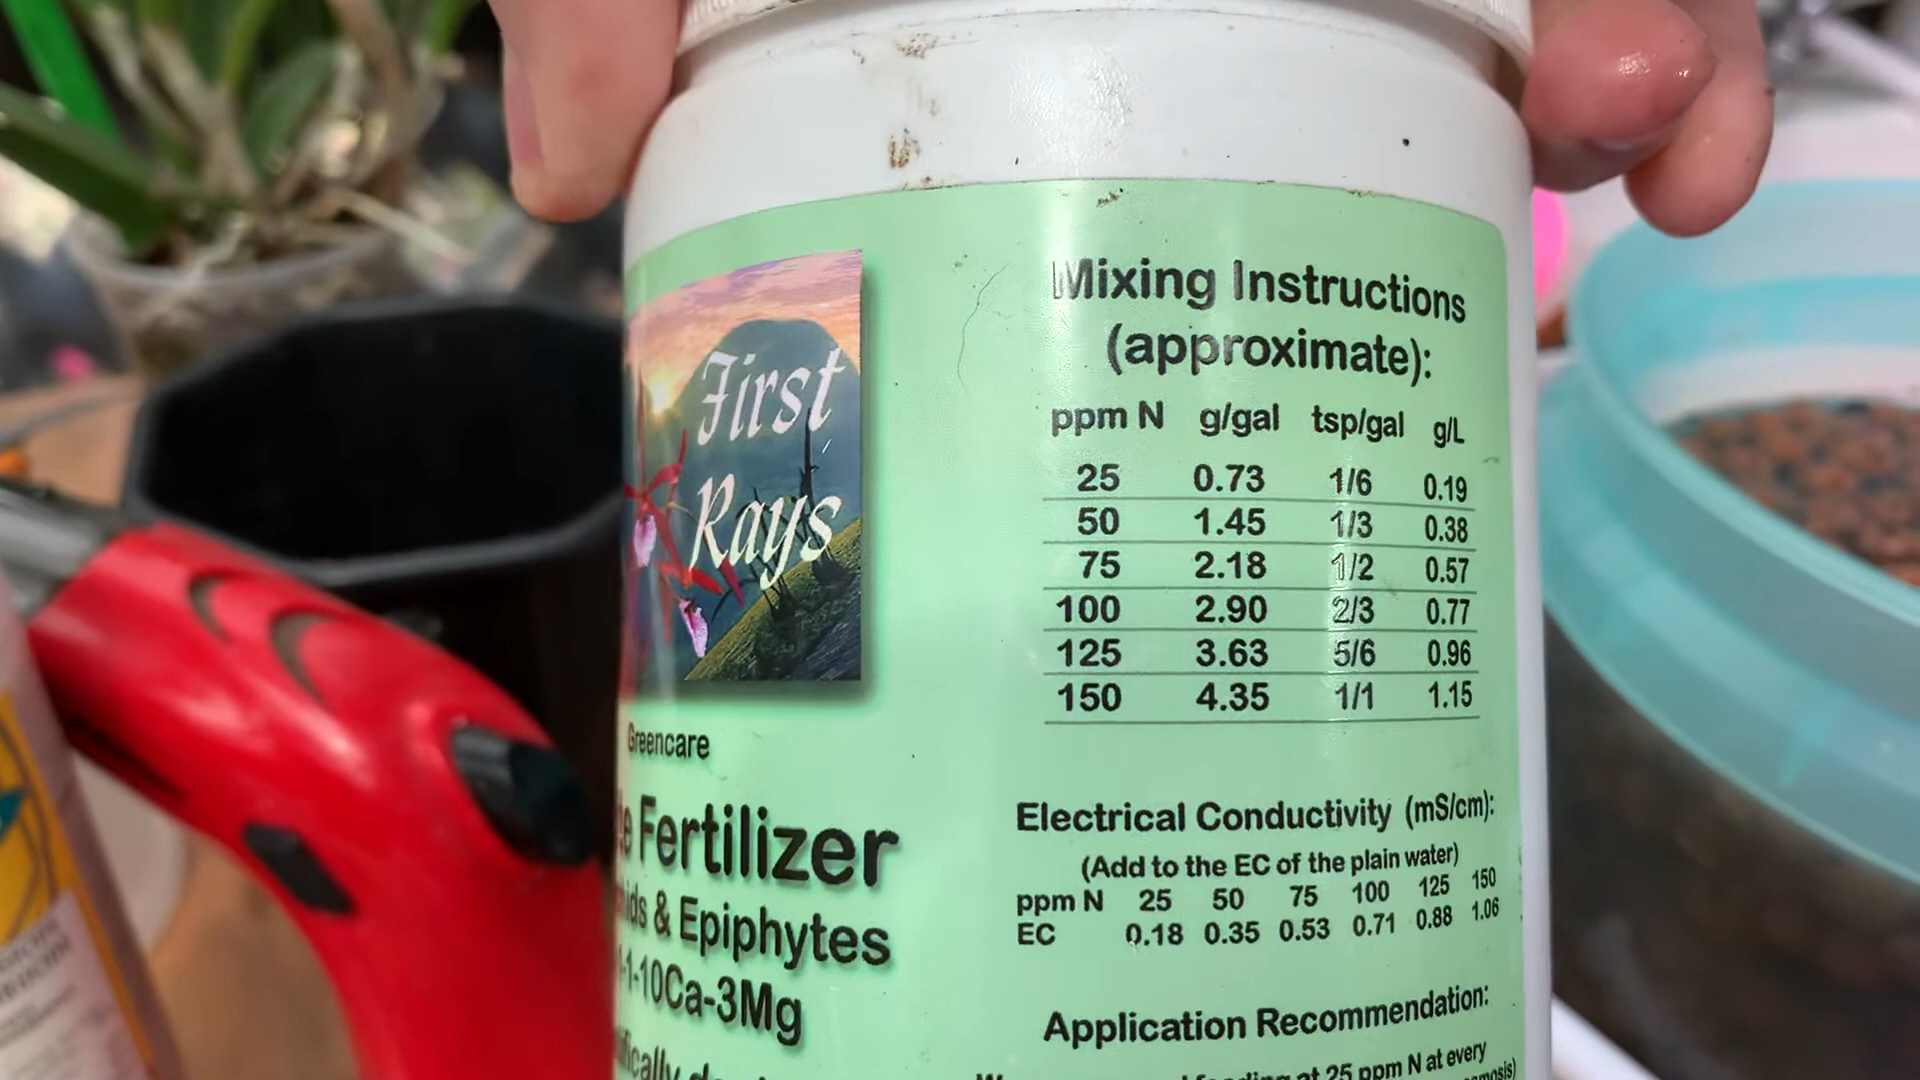 First
Rays
Greencare
Fertilizer
& Epiphytes
-1-10Ca-3Mg
Mixing Instructions
(approximate):
ppm N g/gal tsp/gal g/L
25 0.73 1/6 0.19
50 1.45 1/3 0.38
75 2.18 1/2 0.57
100 2.90 2/3 0.77
125 3.63 5/6 0.96
150 4.35 1/1 1.15
Electrical Conductivity (mS/cm):
(Add to the EC of the plain water)
ppm N 25 50 75 100 125 150
EC 0.18 0.35 0.53 0.71 0.88 1.06
Application Recommendation:
at 25 ppm N at every